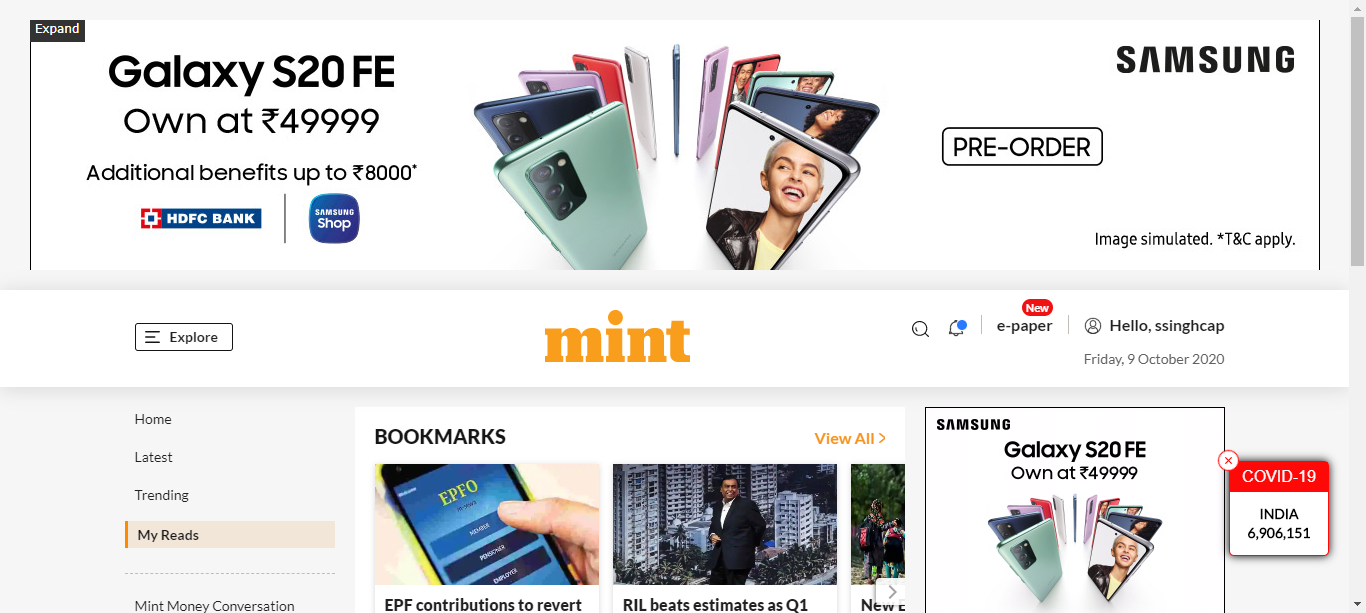 Expand
Galaxy S20 FE
Own at ₹49999
Additional benefits up to ₹8000*
HDFC BANK
SAMSUNG
Shop
SAMSUNG
PRE-ORDER
Image simulated. *T&C apply.
Explore
mint
New
e-paper
Hello, ssinghcap
Friday, 9 October 2020
Home
Latest
Trending
My Reads
Mint Money Conversation
BOOKMARKS
View All >
EPFO
MEMBER
PENSIONER
EMPLOYEE
EPF contributions to revert
RIL beats estimates as Q1
New
SAMSUNG
Galaxy S20 FE
Own at ₹49999
COVID-19
INDIA
6,906,151